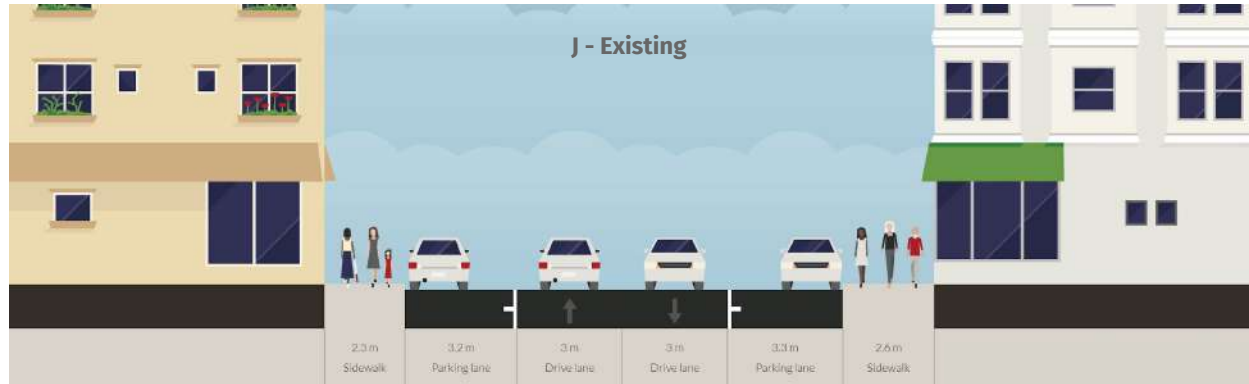 J - Existing
2.3 m
Sidewalk
3.2 m
Parking lane
3 m
Drive lane
3 m
Drive lane
3.3 m
Parking lane
2.6 m
Sidewalk